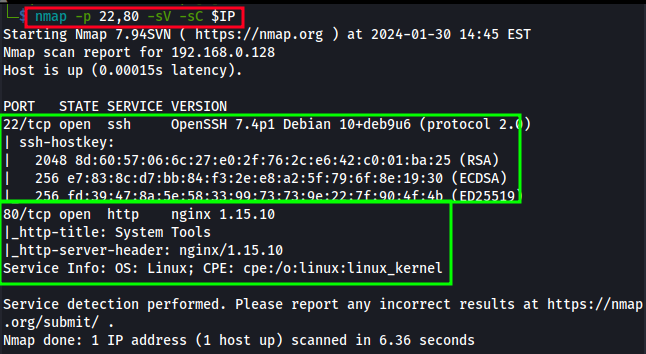 $ nmap -p 22,80 -sV -sC $IP
Starting Nmap 7.94SVN ( https://nmap.org ) at 2024-01-30 14:45 EST
Nmap scan report for 192.168.0.128
Host is up (0.00015s latency).
PORT   STATE SERVICE VERSION
22/tcp open  ssh     OpenSSH 7.4p1 Debian 10+deb9u6 (protocol 2.0)
| ssh-hostkey:
|   2048 8d:60:57:06:6c:27:e0:2f:76:2c:e6:42:c0:01:ba:25 (RSA)
|   256 e7:83:8c:d7:bb:84:f3:2e:e8:a2:5f:79:6f:8e:19:30 (ECDSA)
|   256 fd:39:47:8a:5e:58:33:99:73:73:9e:22:7f:90:4f:4b (ED25519)
80/tcp open  http    nginx 1.15.10
|_http-title: System Tools
|_http-server-header: nginx/1.15.10
Service Info: OS: Linux; CPE: cpe:/o:linux:linux_kernel
Service detection performed. Please report any incorrect results at https://nmap
.org/submit/ .
Nmap done: 1 IP address (1 host up) scanned in 6.36 seconds